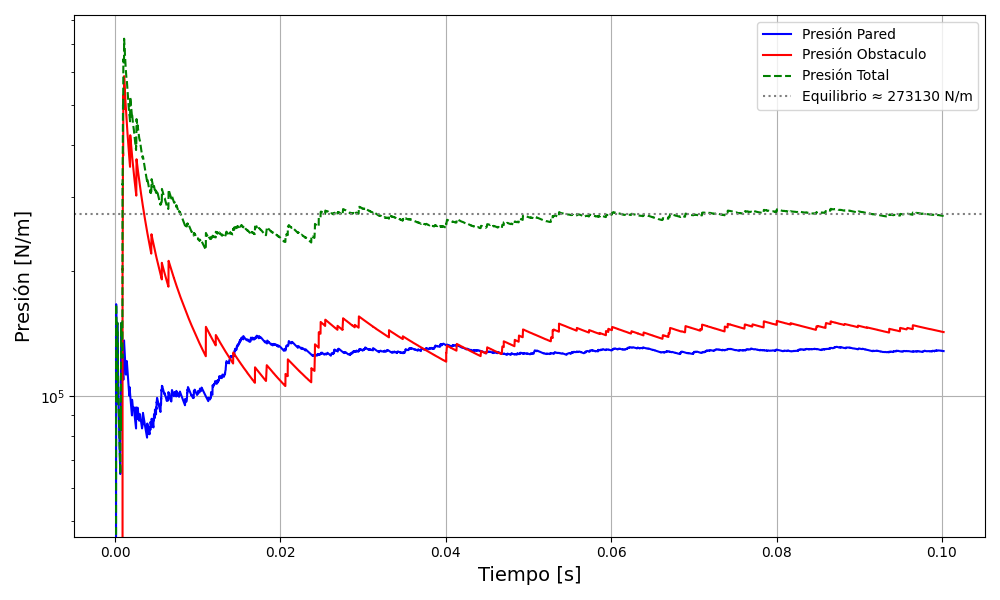 Presión Pared
Presión Obstaculo
Presión Total
Equilibrio ≈ 273130 N/m
Presión [N/m]
10^5
0.00 0.02 0.04 0.06 0.08 0.10
Tiempo [s]